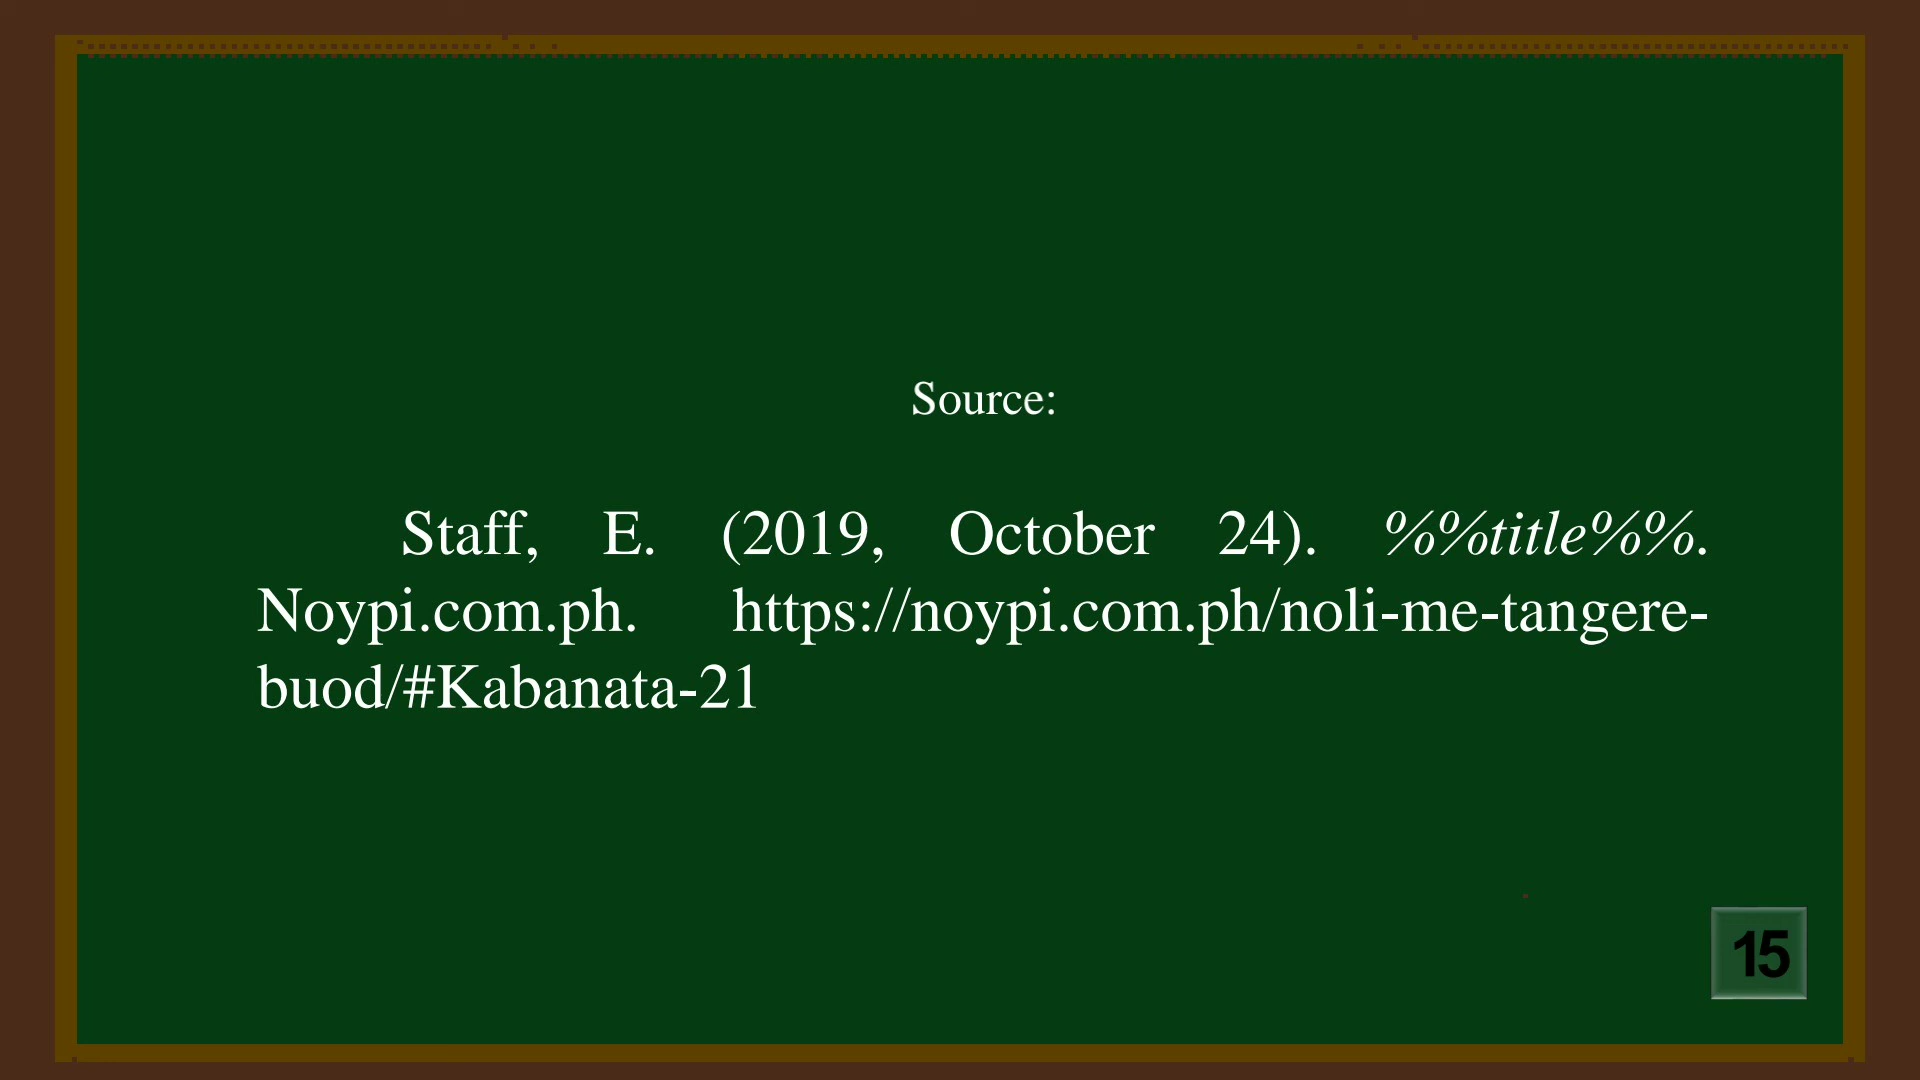 Source:
Staff, E. (2019, October 24). %%title%%.
Noypi.com.ph. https://noypi.com.ph/noli-me-tangere-
buod/#Kabanata-21
15